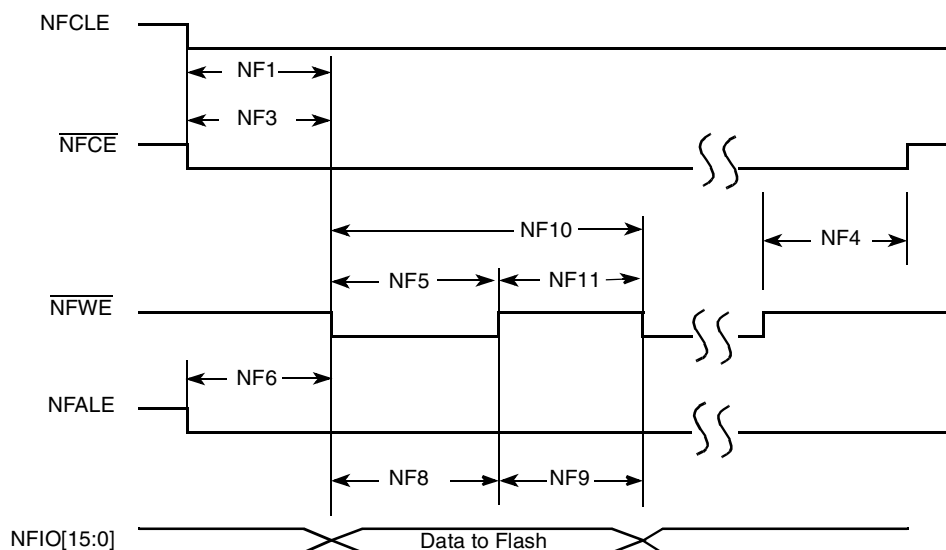 NFCLE
NF1
NF3
NFCE
NF10
NF4
NF5 NF11
NFWE
NF6
NFALE
NF8 NF9
NFIO[15:0] Data to Flash